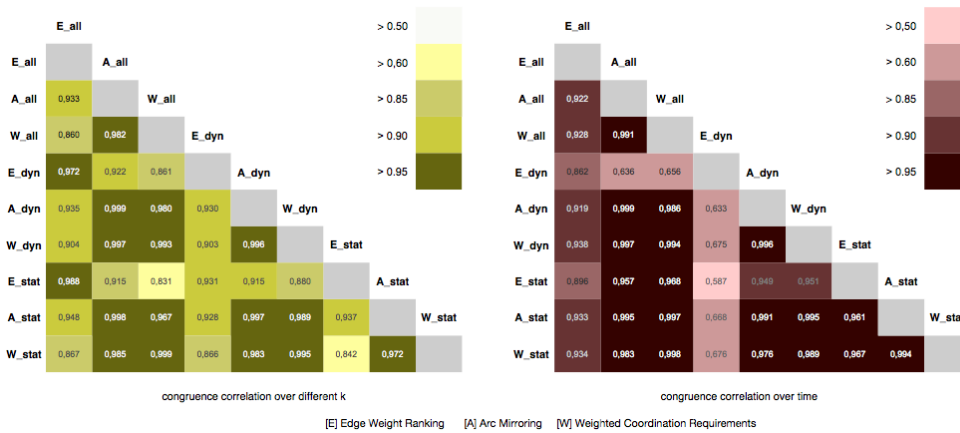 E_all > 0.50 E_all > 0,50
E_all A_all > 0,60 E_all A_all > 0.60
A_all 0,933 W_all > 0.85 A_all 0,922 W_all > 0.85
W_all 0,860 0,982 E_dyn > 0.90 W_all 0,928 0,991 E_dyn > 0.90
E_dyn 0,972 0,922 0,861 A_dyn > 0.95 E_dyn 0,862 0,636 0,656 A_dyn > 0.95
A_dyn 0,935 0,999 0,980 0,930 W_dyn A_dyn 0,919 0,999 0,986 0,633 W_dyn
W_dyn 0,904 0,997 0,993 0,903 0,996 E_stat W_dyn 0,938 0,997 0,994 0,675 0,996 E_stat
E_stat 0,988 0,915 0,831 0,931 0,915 0,880 A_stat E_stat 0,896 0,957 0,968 0,587 0,949 0,951 A_stat
A_stat 0,948 0,998 0,967 0,928 0,997 0,989 0,937 W_stat A_stat 0,933 0,995 0,997 0,668 0,991 0,995 0,961 W_sta
W_stat 0,867 0,985 0,999 0,866 0,983 0,995 0,842 0,972 W_stat 0,934 0,983 0,998 0,676 0,976 0,989 0,967 0,994
congruence correlation over different k congruence correlation over time
[E] Edge Weight Ranking [A] Arc Mirroring [W] Weighted Coordination Requirements